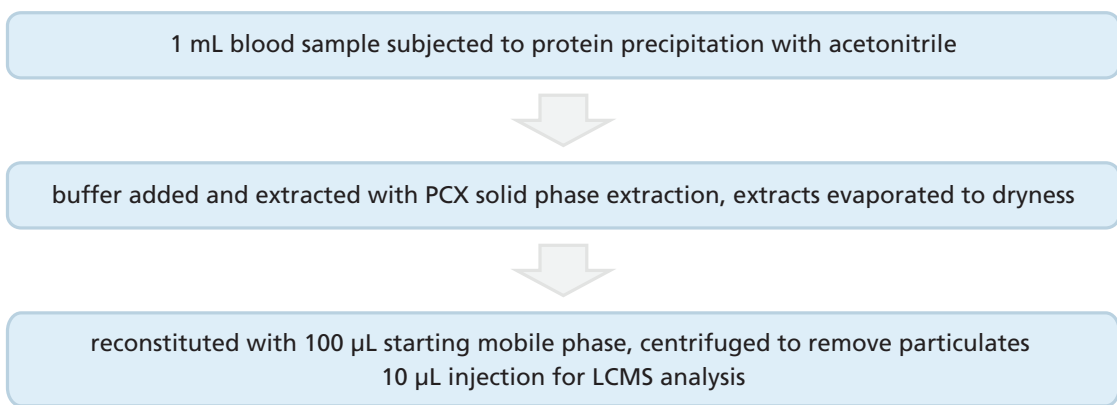 1 mL blood sample subjected to protein precipitation with acetonitrile
buffer added and extracted with PCX solid phase extraction, extracts evaporated to dryness
reconstituted with 100 µL starting mobile phase, centrifuged to remove particulates
10 µL injection for LCMS analysis